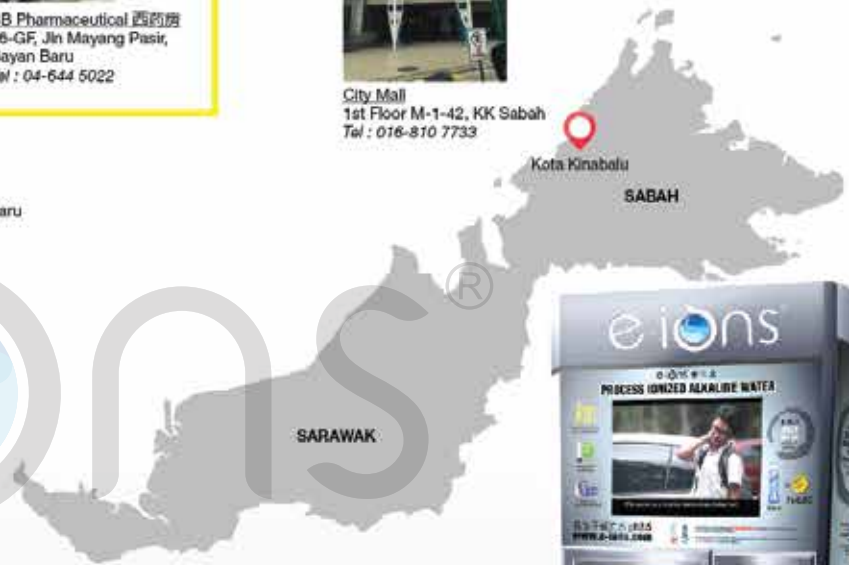 B Pharmaceutical 西药房
6-GF, Jln Mayang Pasir,
ayan Baru
el : 04-644 5022
City Mall
1st Floor M-1-42, KK Sabah
Tel : 016-810 7733
aru
Kota Kinabalu
SABAH
SARAWAK
ons®
e·ions
PROCESS IONIZED ALKALINE WATER
www.e-ions.com